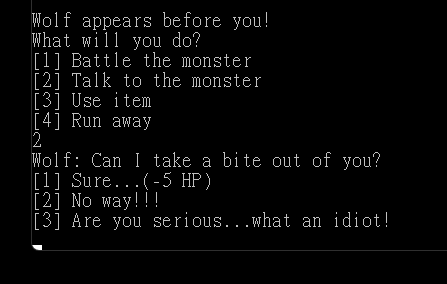 Wolf appears before you!
What will you do?
[1] Battle the monster
[2] Talk to the monster
[3] Use item
[4] Run away
2
Wolf: Can I take a bite out of you?
[1] Sure...(-5 HP)
[2] No way!!!
[3] Are you serious...what an idiot!